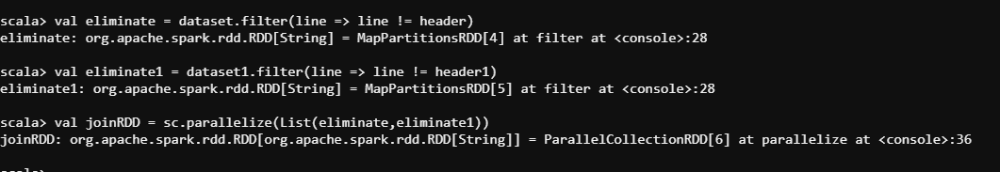 scala> val eliminate = dataset.filter(line => line != header)
eliminate: org.apache.spark.rdd.RDD[String] = MapPartitionsRDD[4] at filter at <console>:28
scala> val eliminate1 = dataset1.filter(line => line != header1)
eliminate1: org.apache.spark.rdd.RDD[String] = MapPartitionsRDD[5] at filter at <console>:28
scala> val joinRDD = sc.parallelize(List(eliminate,eliminate1))
joinRDD: org.apache.spark.rdd.RDD[org.apache.spark.rdd.RDD[String]] = ParallelCollectionRDD[6] at parallelize at <console>:36